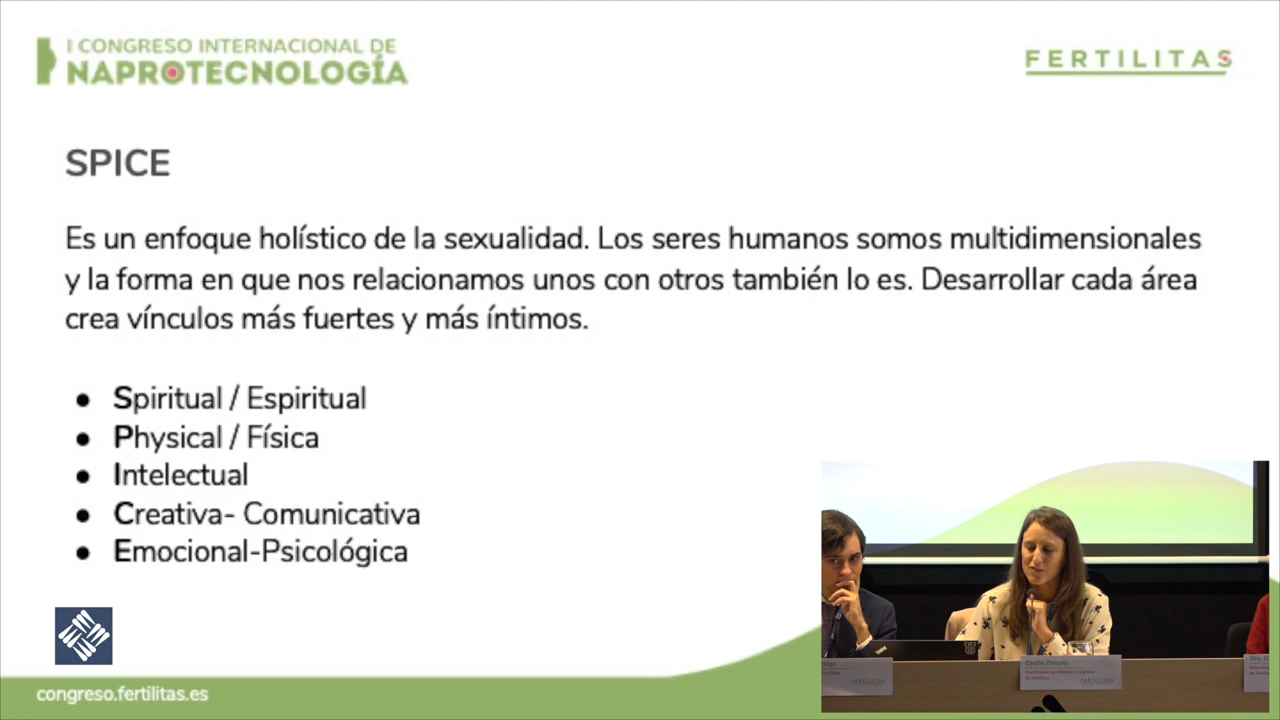 I CONGRESO INTERNACIONAL DE
NAPROTECNOLOGÍA
FERTILITAS
SPICE
Es un enfoque holístico de la sexualidad. Los seres humanos somos multidimensionales
y la forma en que nos relacionamos unos con otros también lo es. Desarrollar cada área
crea vínculos más fuertes y más íntimos.
● Spiritual / Espiritual
● Physical / Física
● Intelectual
● Creativa- Comunicativa
● Emocional-Psicológica
congreso.fertilitas.es
FERTILITAS